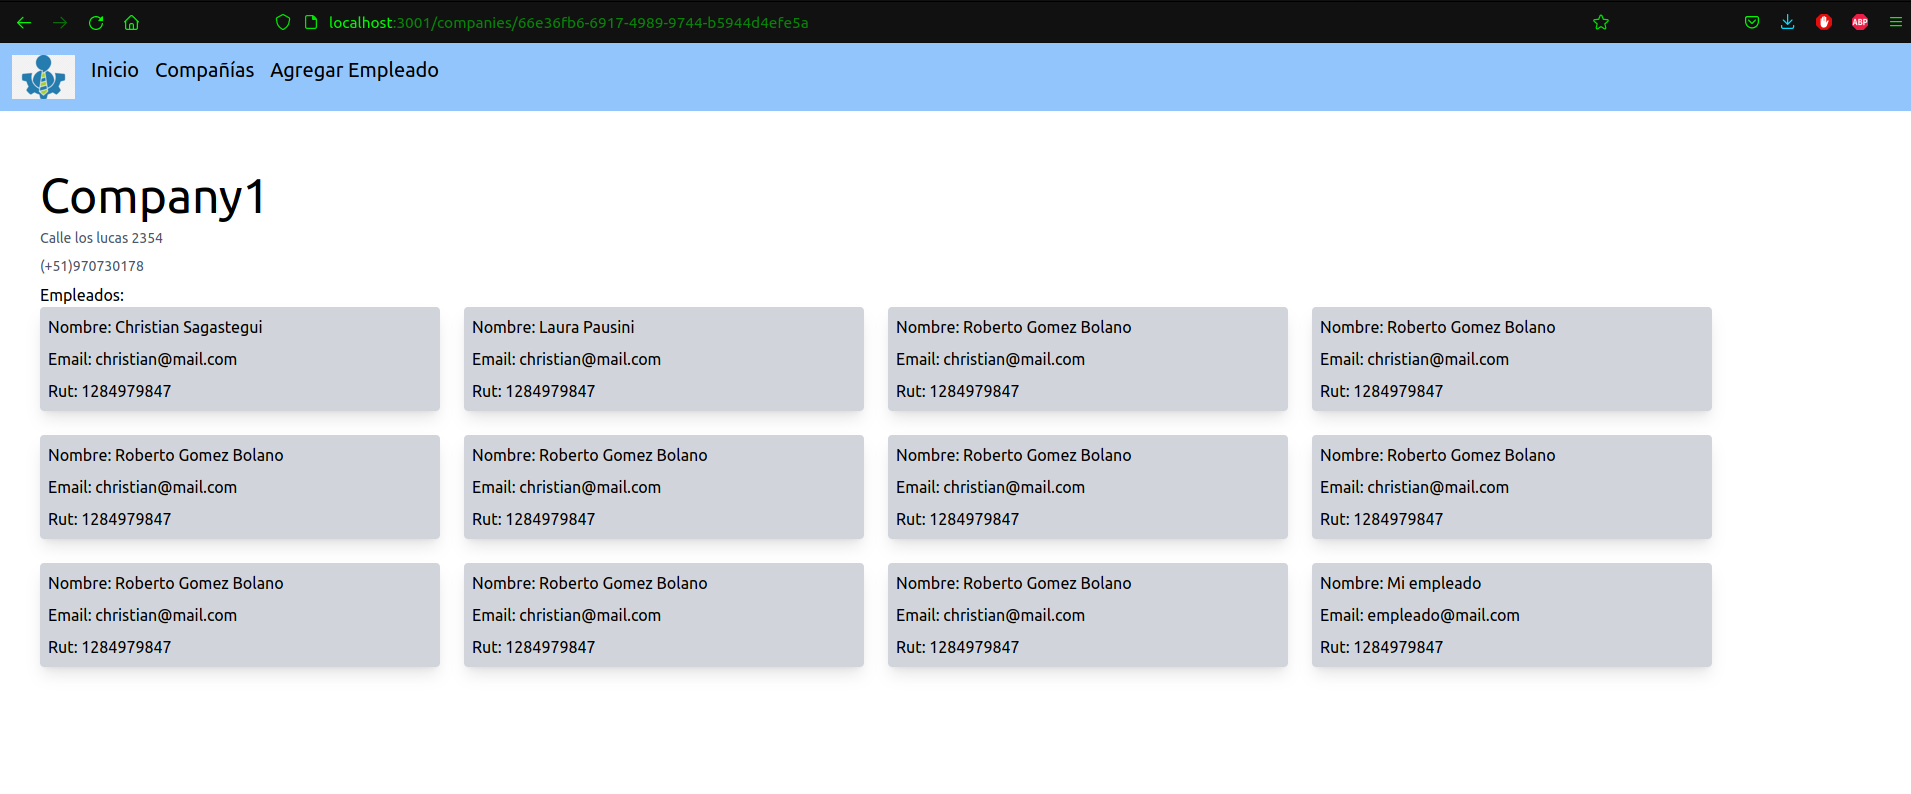 localhost:3001/companies/66e36fb6-6917-4989-9744-b5944d4efe5a
ABP
Inicio Compañías Agregar Empleado
Company1
Calle los lucas 2354
(+51)970730178
Empleados:
Nombre: Christian Sagastegui
Email: christian@mail.com
Rut: 1284979847
Nombre: Laura Pausini
Email: christian@mail.com
Rut: 1284979847
Nombre: Roberto Gomez Bolano
Email: christian@mail.com
Rut: 1284979847
Nombre: Roberto Gomez Bolano
Email: christian@mail.com
Rut: 1284979847
Nombre: Roberto Gomez Bolano
Email: christian@mail.com
Rut: 1284979847
Nombre: Roberto Gomez Bolano
Email: christian@mail.com
Rut: 1284979847
Nombre: Roberto Gomez Bolano
Email: christian@mail.com
Rut: 1284979847
Nombre: Roberto Gomez Bolano
Email: christian@mail.com
Rut: 1284979847
Nombre: Roberto Gomez Bolano
Email: christian@mail.com
Rut: 1284979847
Nombre: Roberto Gomez Bolano
Email: christian@mail.com
Rut: 1284979847
Nombre: Roberto Gomez Bolano
Email: christian@mail.com
Rut: 1284979847
Nombre: Mi empleado
Email: empleado@mail.com
Rut: 1284979847